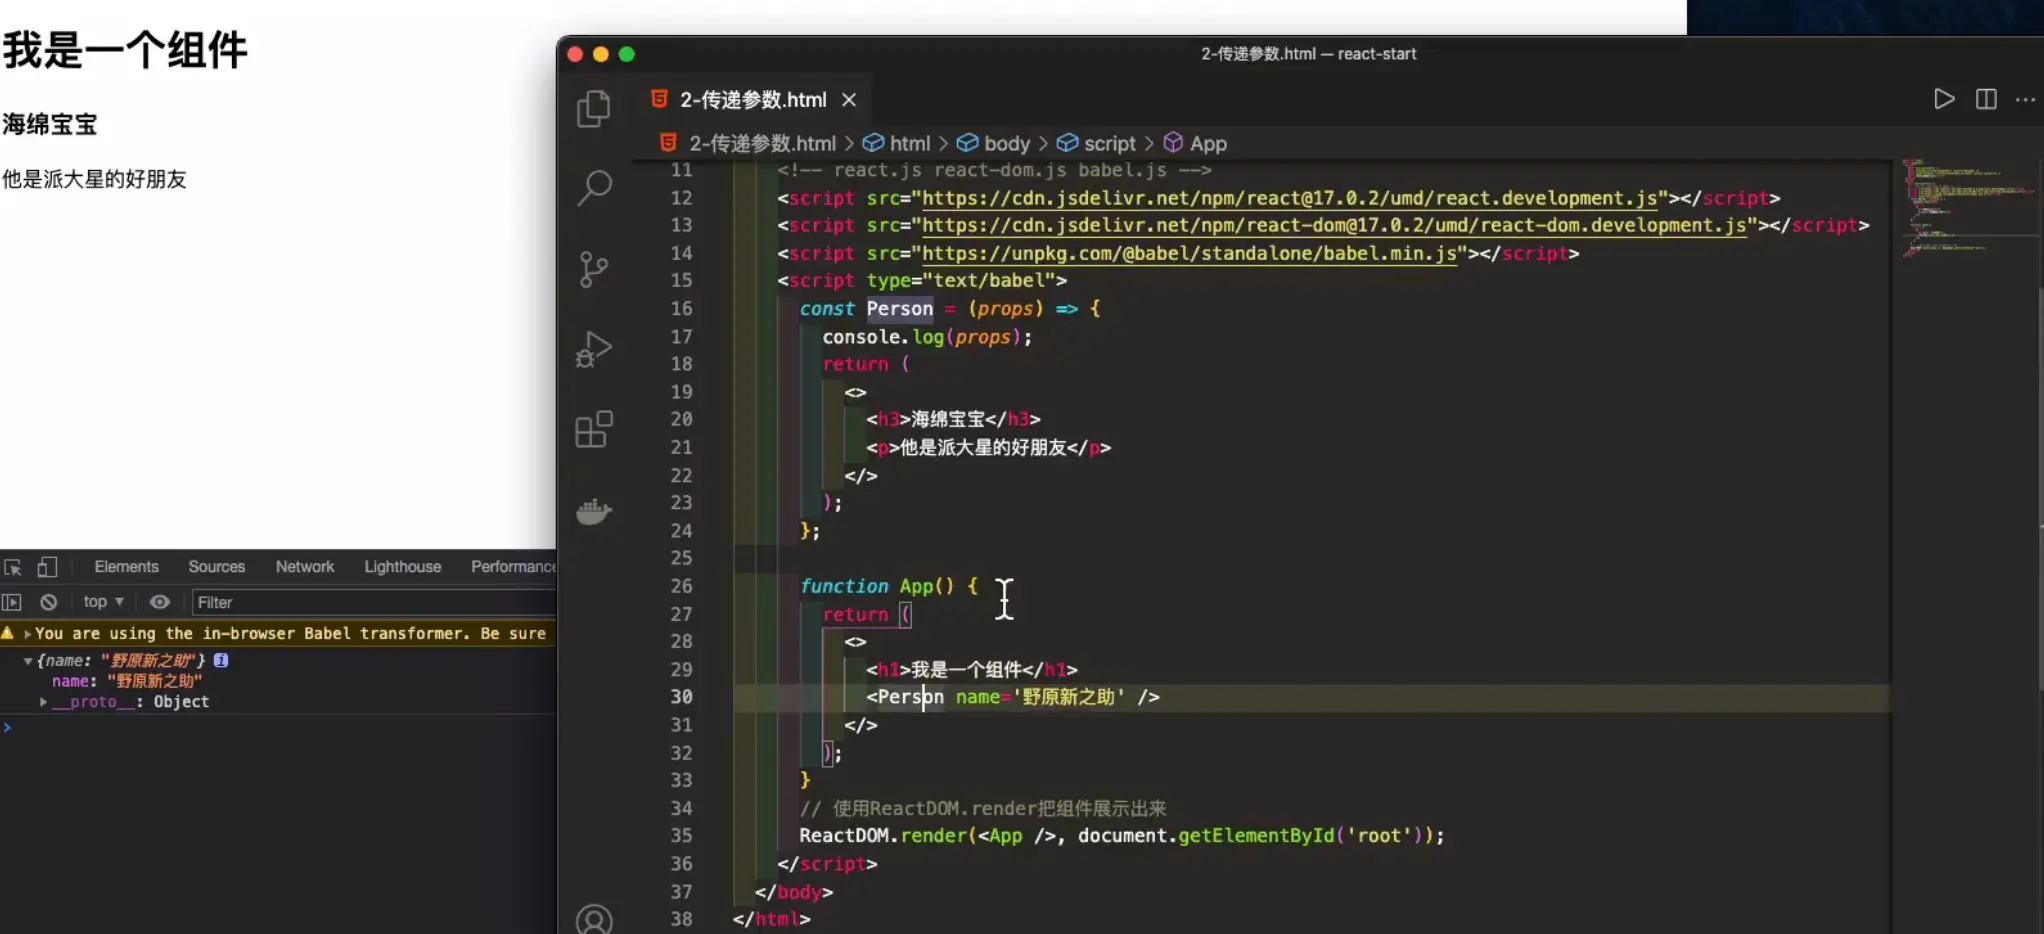 我是一个组件
海绵宝宝
他是派大星的好朋友
Elements Sources Network Lighthouse Performance
top ▼ Filter
You are using the in-browser Babel transformer. Be sure
▼{name: "野原新之助"} i
name: "野原新之助"
▶__proto__: Object
>
2-传递参数.html — react-start
2-传递参数.html ×
2-传递参数.html > html > body > script > App
11 <!-- react.js react-dom.js babel.js -->
12 <script src="https://cdn.jsdelivr.net/npm/react@17.0.2/umd/react.development.js"></script>
13 <script src="https://cdn.jsdelivr.net/npm/react-dom@17.0.2/umd/react-dom.development.js"></script>
14 <script src="https://unpkg.com/@babel/standalone/babel.min.js"></script>
15 <script type="text/babel">
16 const Person = (props) => {
17 console.log(props);
18 return (
19 <>
20 <h3>海绵宝宝</h3>
21 <p>他是派大星的好朋友</p>
22 </>
23 );
24 };
25
26 function App() {
27 return (
28 <>
29 <h1>我是一个组件</h1>
30 <Person name='野原新之助' />
31 </>
32 );
33 }
34 // 使用ReactDOM.render把组件展示出来
35 ReactDOM.render(<App />, document.getElementById('root'));
36 </script>
37 </body>
38 </html>